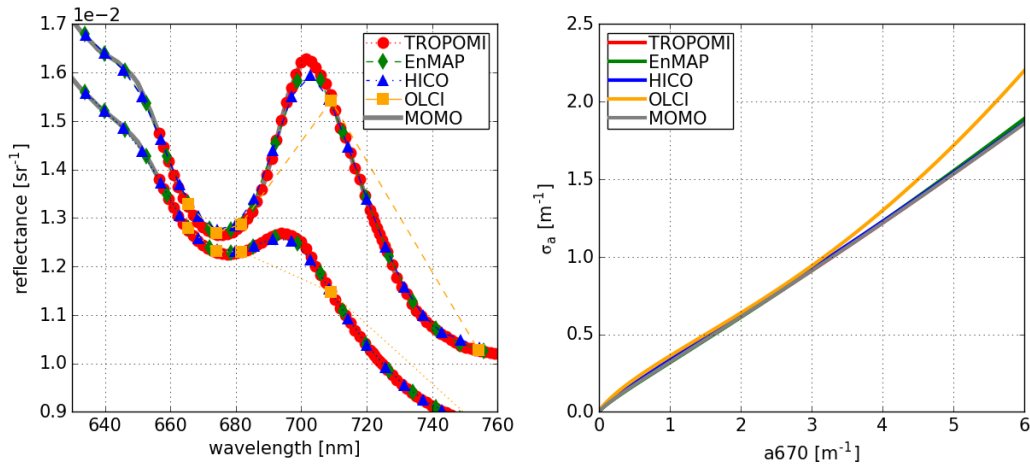 1e−2
1.7
1.6
1.5
1.4
1.3
1.2
1.1
1.0
0.9
reflectance [sr⁻¹]
640 660 680 700 720 740 760
wavelength [nm]
TROPOMI
EnMAP
HICO
OLCI
MOMO
2.5
2.0
1.5
1.0
0.5
0.0
σₐ [m⁻¹]
0 1 2 3 4 5 6
a670 [m⁻¹]
TROPOMI
EnMAP
HICO
OLCI
MOMO